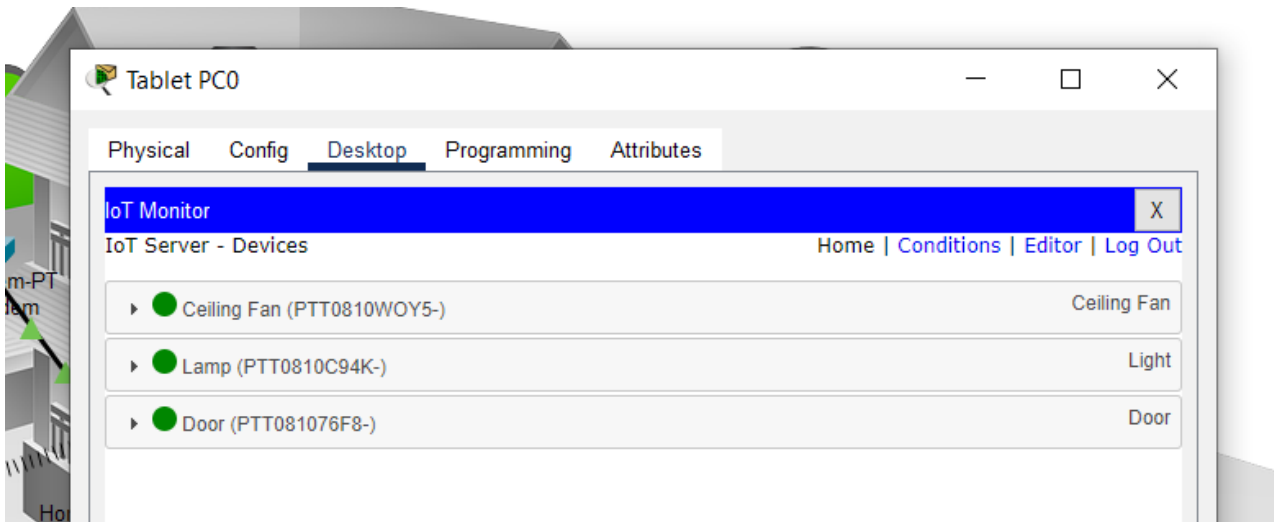 Tablet PC0
Physical Config Desktop Programming Attributes
IoT Monitor X
IoT Server - Devices Home | Conditions | Editor | Log Out
Ceiling Fan (PTT0810WOY5-) Ceiling Fan
m-PT
Lamp (PTT0810C94K-) Light
Door (PTT081076F8-) Door